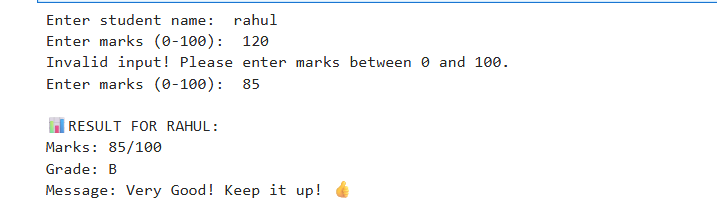 Enter student name:  rahul
Enter marks (0-100):  120
Invalid input! Please enter marks between 0 and 100.
Enter marks (0-100):  85
📊RESULT FOR RAHUL:
Marks: 85/100
Grade: B
Message: Very Good! Keep it up! 👍